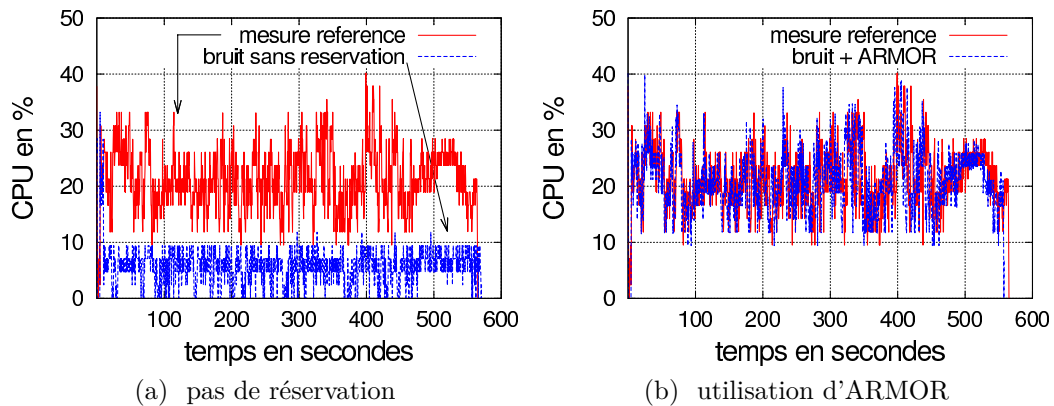 50
40
30
20
10
0
CPU en %
mesure reference
bruit sans reservation
100 200 300 400 500 600
temps en secondes
(a) pas de réservation
50
40
30
20
10
0
CPU en %
mesure reference
bruit + ARMOR
100 200 300 400 500 600
temps en secondes
(b) utilisation d'ARMOR